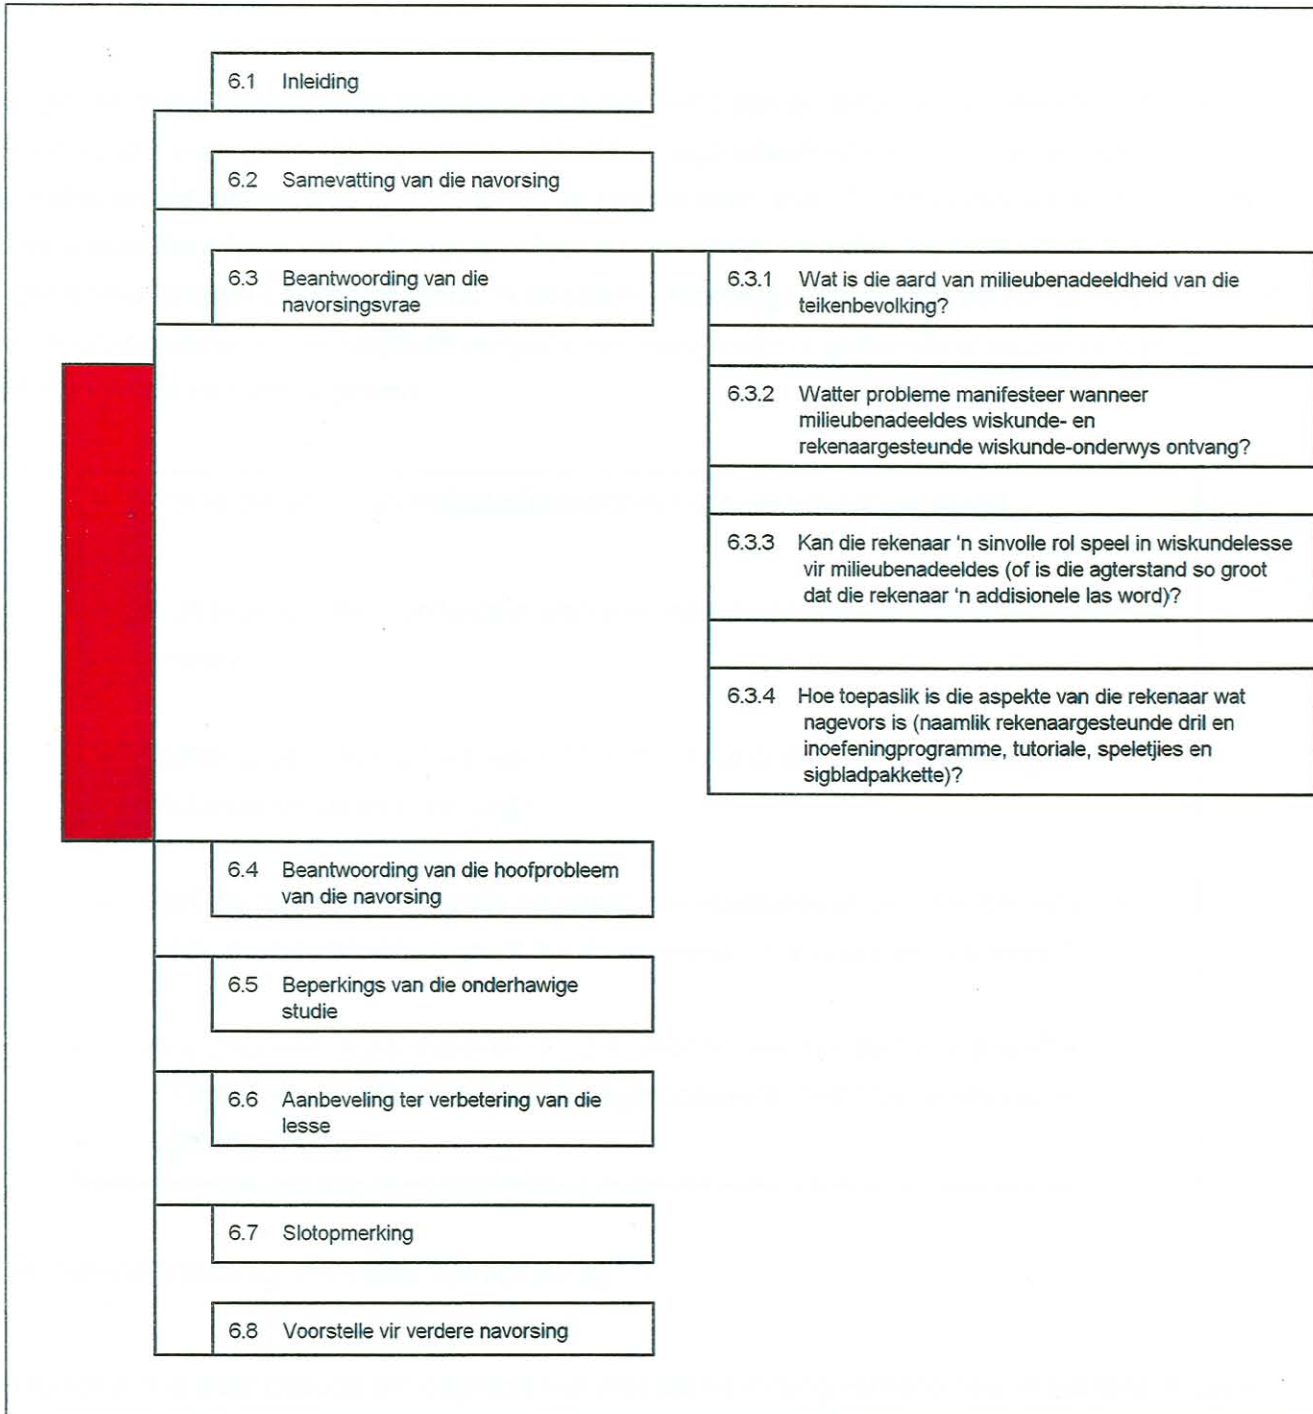 6.1 Inleiding
6.2 Samevatting van die navorsing
6.3 Beantwoording van die
navorsingsvrae
6.3.1 Wat is die aard van milieubenadeeldheid van die
teikenbevolking?
6.3.2 Watter probleme manifesteer wanneer
milieubenadeeldes wiskunde- en
rekenaargesteunde wiskunde-onderwys ontvang?
6.3.3 Kan die rekenaar ‘n sinvolle rol speel in wiskundelesse
vir milieubenadeeldes (of is die agterstand so groot
dat die rekenaar ‘n addisionele las word)?
6.3.4 Hoe toepaslik is die aspekte van die rekenaar wat
nagevors is (naamlik rekenaargesteunde dril en
inoefeningprogramme, tutoriale, speletjies en
sigbladpakkette)?
6.4 Beantwoording van die hoofprobleem
van die navorsing
6.5 Beperkings van die onderhawige
studie
6.6 Aanbeveling ter verbetering van die
lesse
6.7 Slotopmerking
6.8 Voorstelle vir verdere navorsing